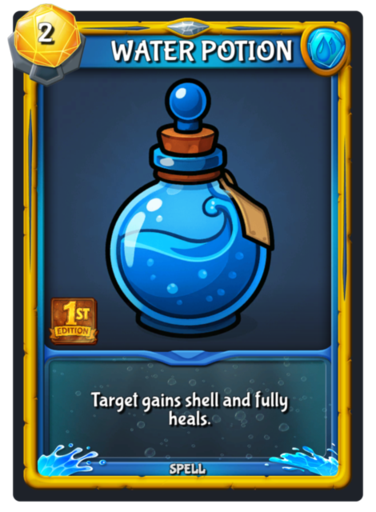 2
WATER POTION
1ST
EDITION
Target gains shell and fully
heals.
SPELL